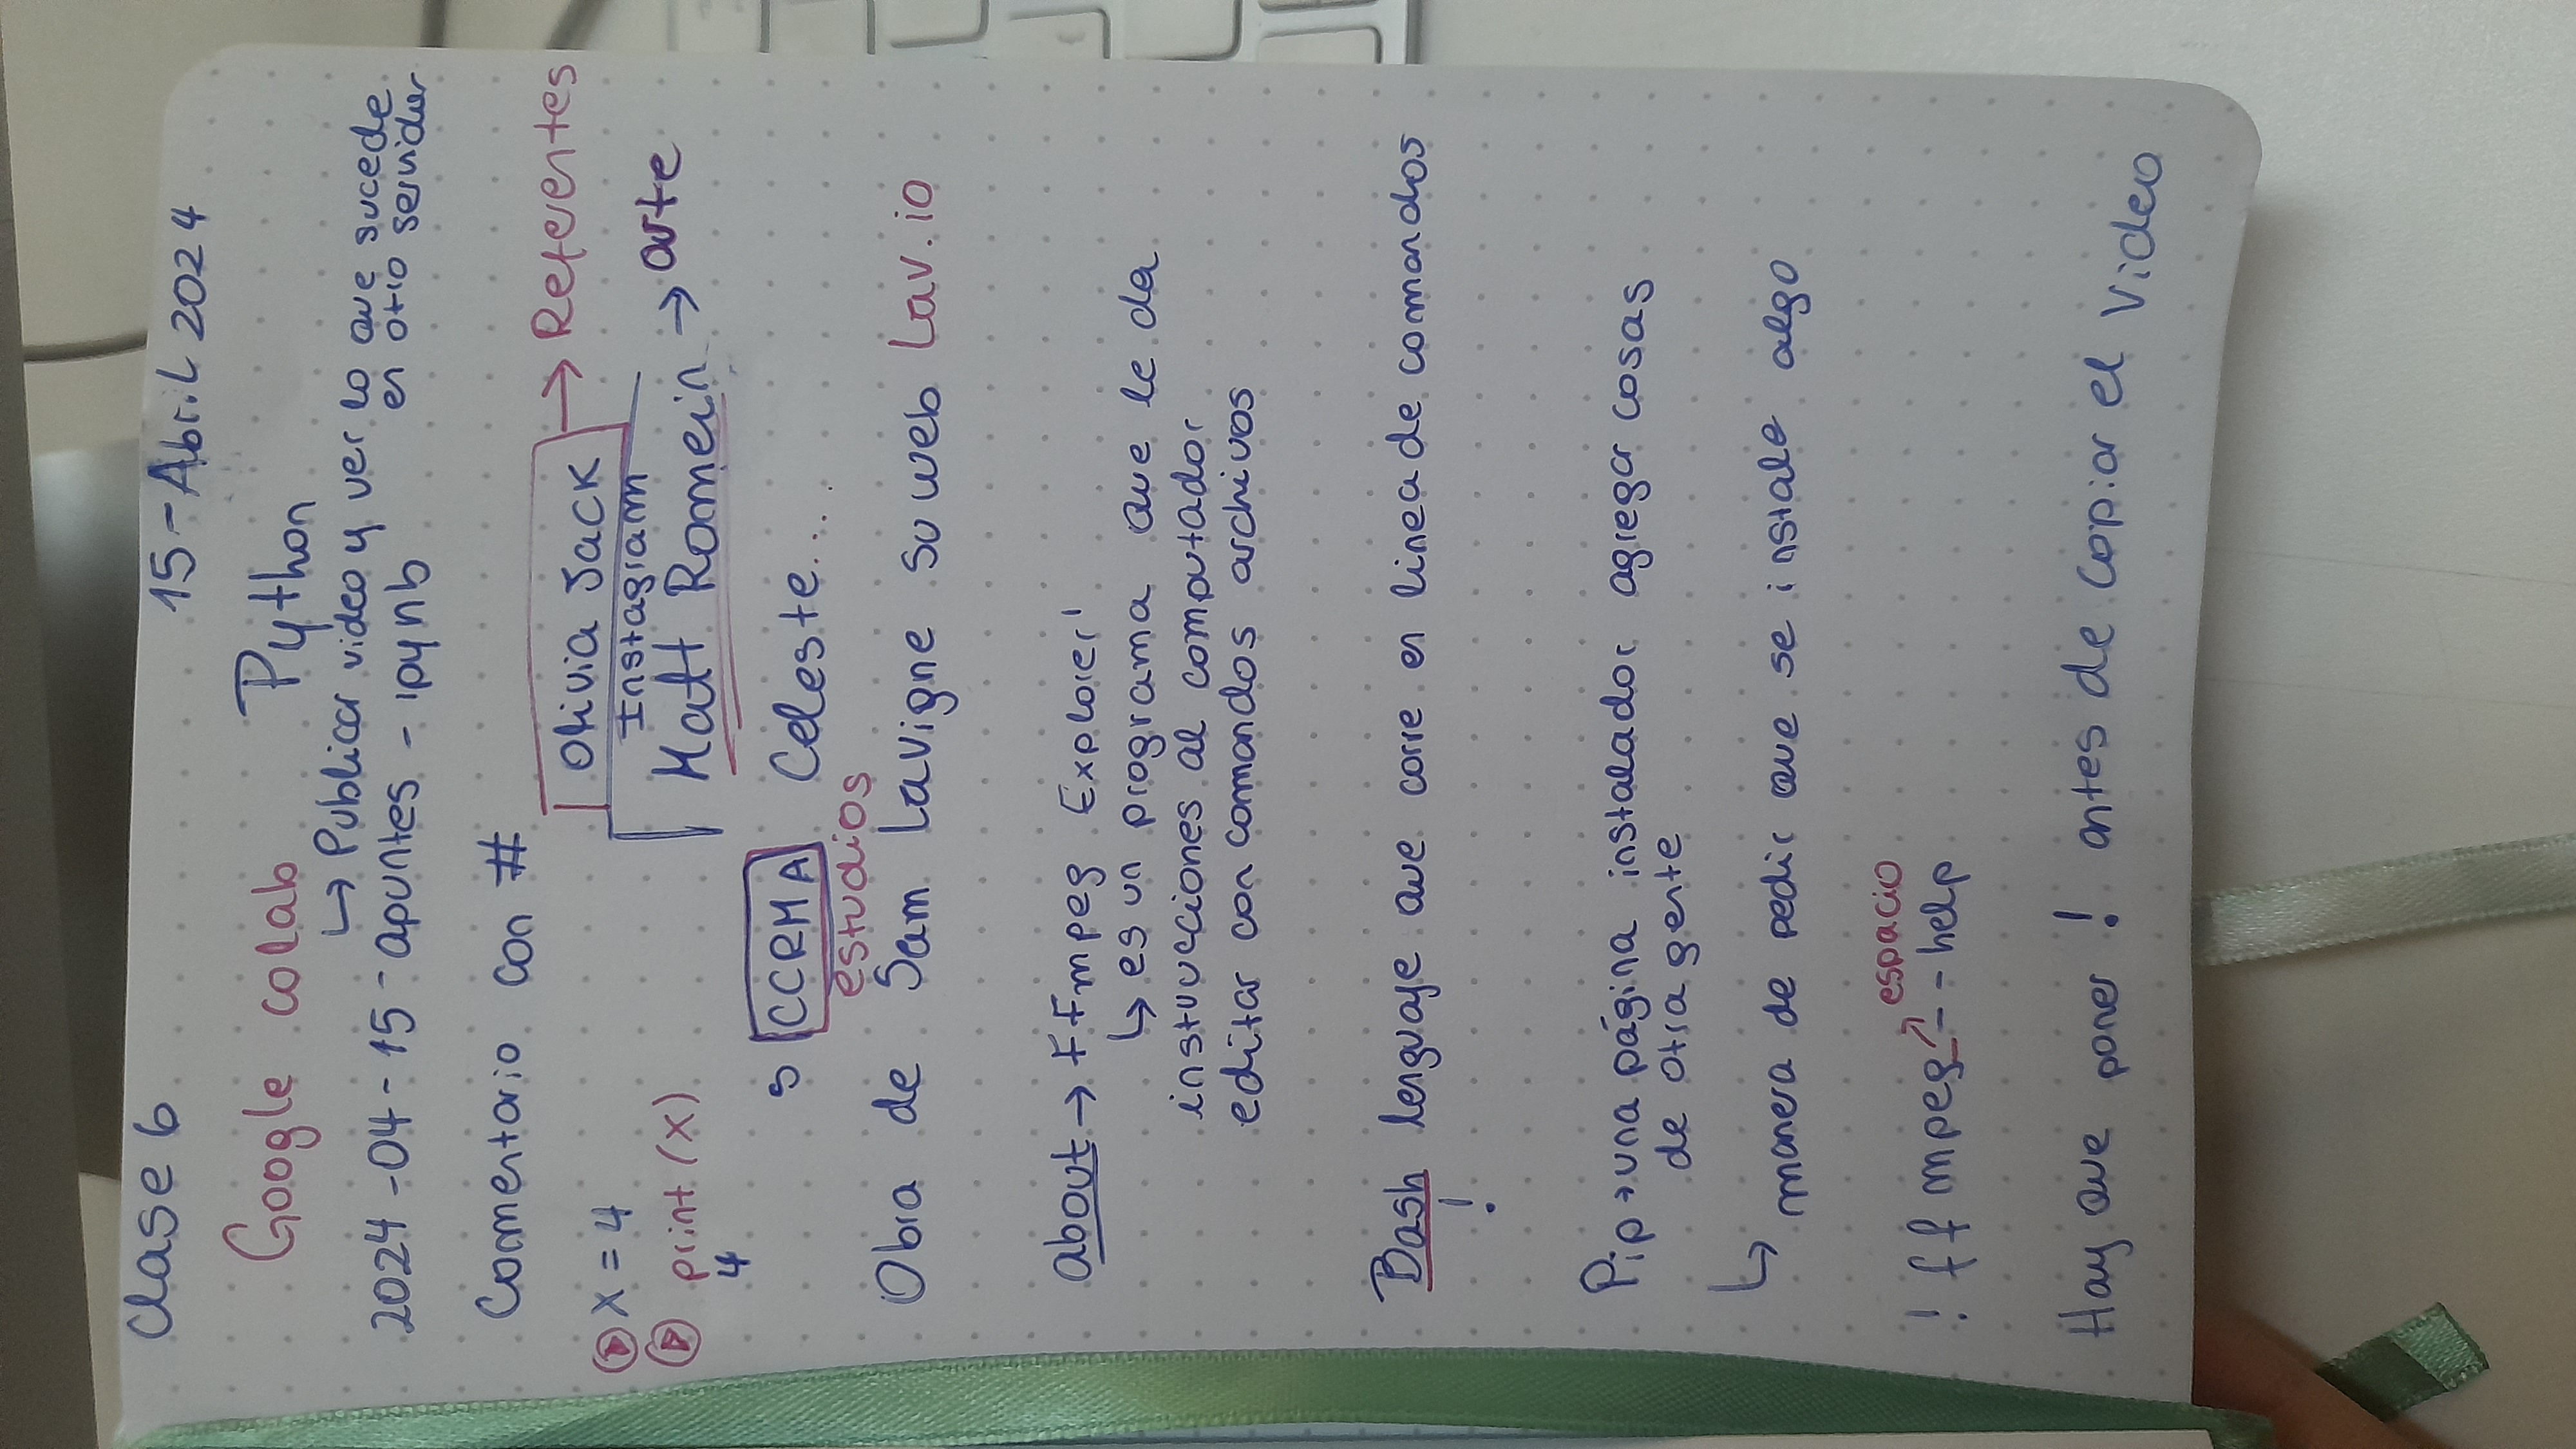 Clase 6
15-Abril 2024
Google colab Python
↳ Publicar video y ver lo que sucede
en otro servidor
2024-04-15-apuntes-ipynb
Comentario con #
Olivia Jack → Referentes
Instagram
x = 4
Matt Romein → arte
print (x)
4
s CCRMA Celeste....
estudios
Obra de Sam Lavigne su web Lav.io
about → FFmpeg Explorer'
↳ es un programa que le da
instrucciones al computador
editar con comandos archivos
Bash lenguaje que corre en linea de comandos
!
Pip → una página instalador agregar cosas
de otra gente
↳ manera de pedir que se instale algo
espacio
! ffmpeg --help
Hay que poner ! antes de copiar el video